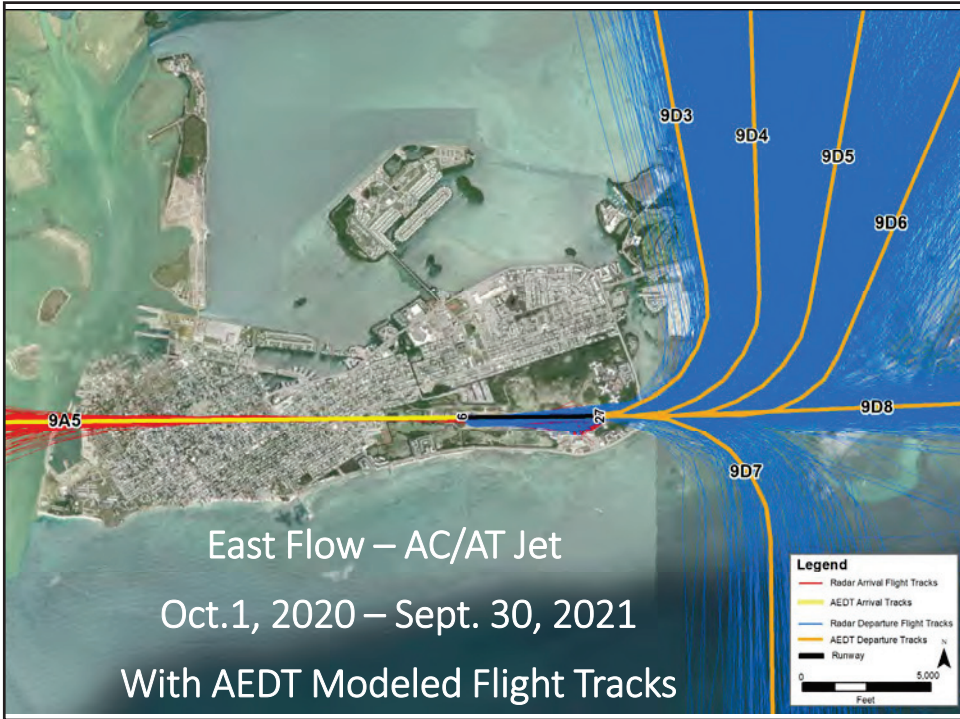 9D3
9D4
9D5
9D6
9A5
9
27
9D8
9D7
East Flow – AC/AT Jet
Oct.1, 2020 – Sept. 30, 2021
With AEDT Modeled Flight Tracks
Legend
Radar Arrival Flight Tracks
AEDT Arrival Tracks
Radar Departure Flight Tracks
AEDT Departure Tracks
Runway
N
0 5,000
Feet